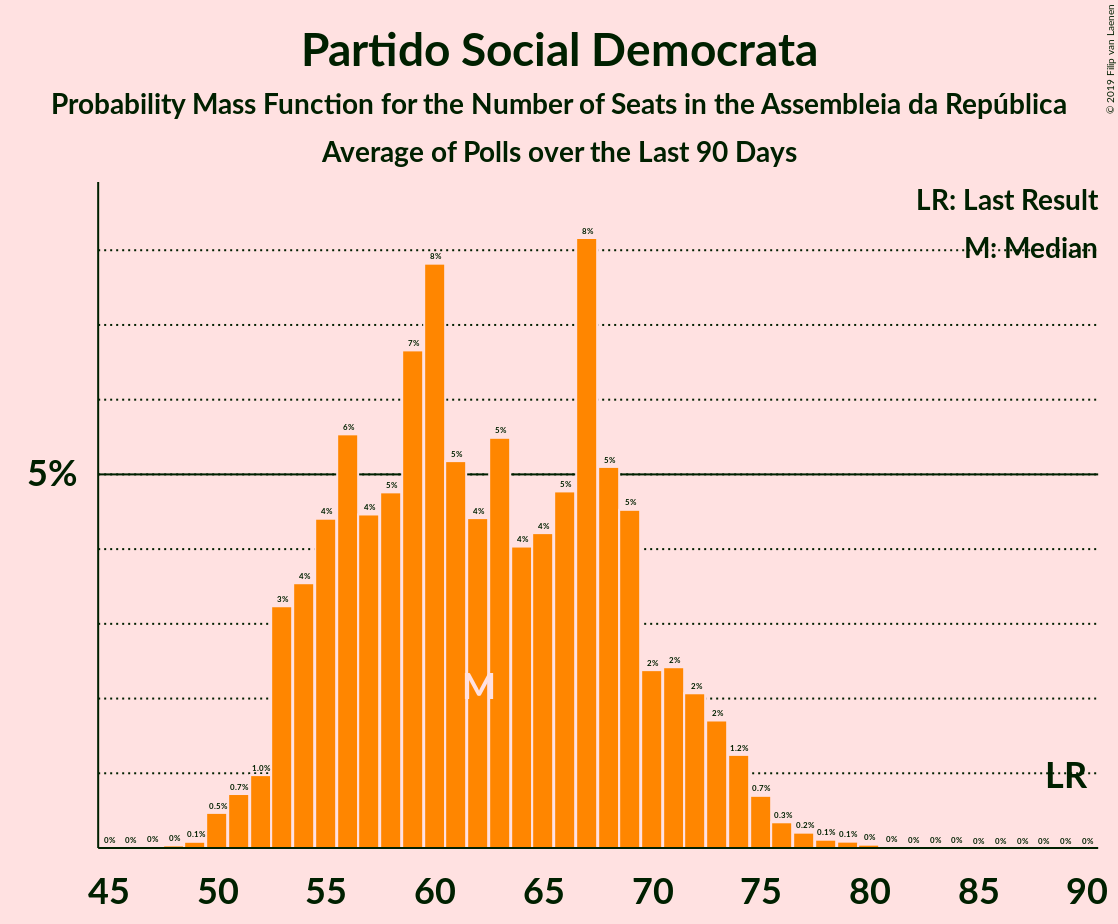 Partido Social Democrata
Probability Mass Function for the Number of Seats in the Assembleia da República
Average of Polls over the Last 90 Days
© 2019 Filip van Laenen
LR: Last Result
M: Median
5%
0% 0% 0% 0% 0.1% 0.5% 0.7% 1.0% 3% 4% 4% 6% 4% 5% 7% 8% 5% 4% 5% 4% 4% 5% 8% 5% 5% 2% 2% 2% 2% 1.2% 0.7% 0.3% 0.2% 0.1% 0.1% 0% 0% 0% 0% 0% 0% 0% 0% 0% 0% 0%
M
LR
45 50 55 60 65 70 75 80 85 90